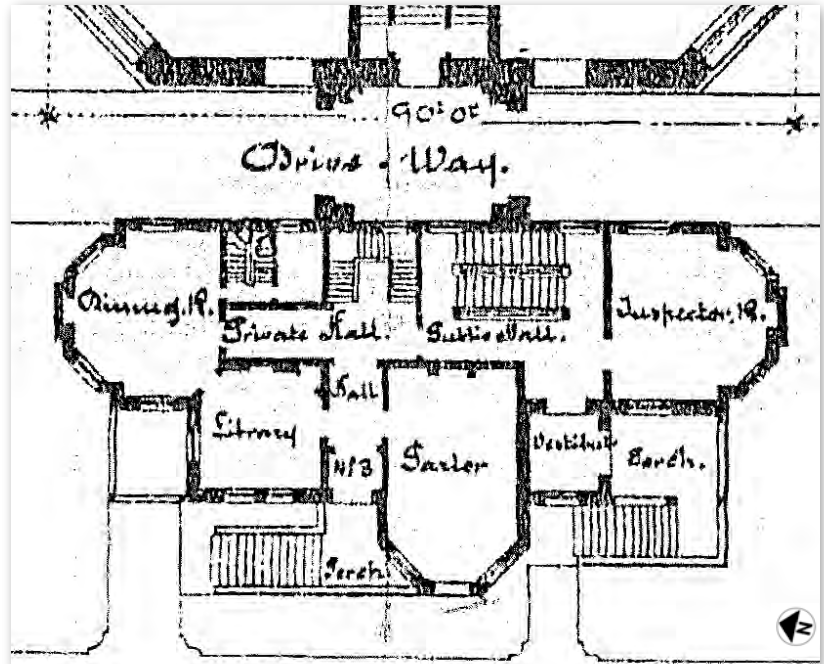 90' 0"
Drive-Way.
Dining. R.
Private Hall.
Public Hall.
Inspector. R.
Hall
Library
Parlor
Vestibule
Porch.
Porch
N